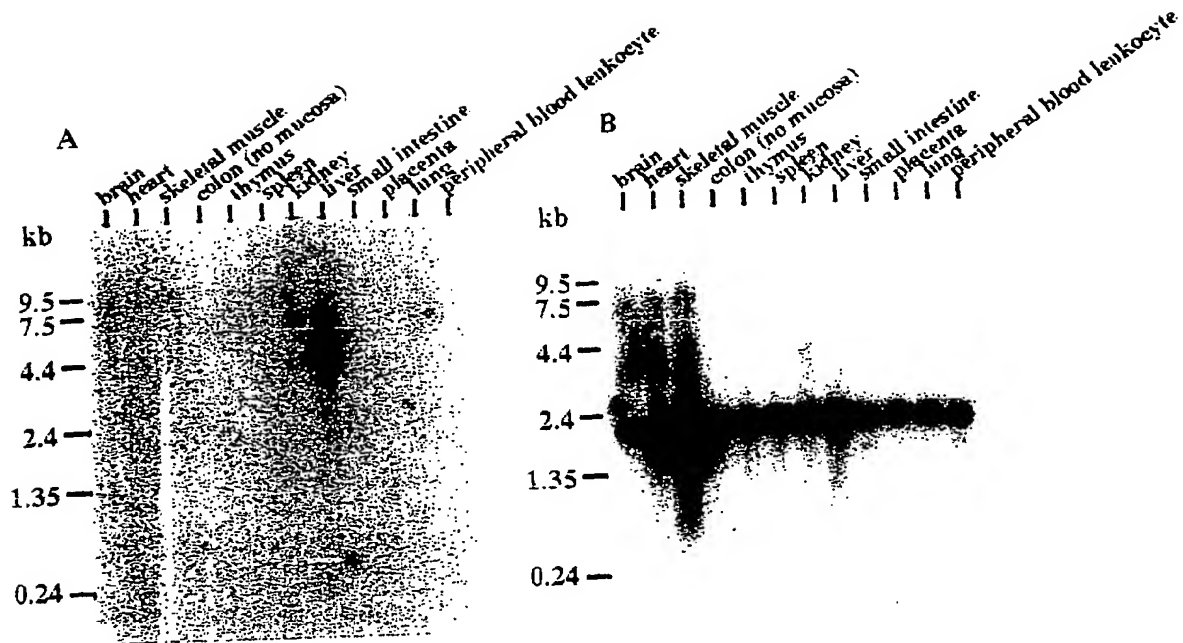 A
brain
heart
skeletal muscle
colon (no mucosa)
thymus
spleen
kidney
liver
small intestine
placenta
lung
peripheral blood leukocyte
kb
9.5
7.5
4.4
2.4
1.35
0.24
B
brain
heart
skeletal muscle
colon (no mucosa)
thymus
spleen
kidney
liver
small intestine
placenta
lung
peripheral blood leukocyte
kb
9.5
7.5
4.4
2.4
1.35
0.24